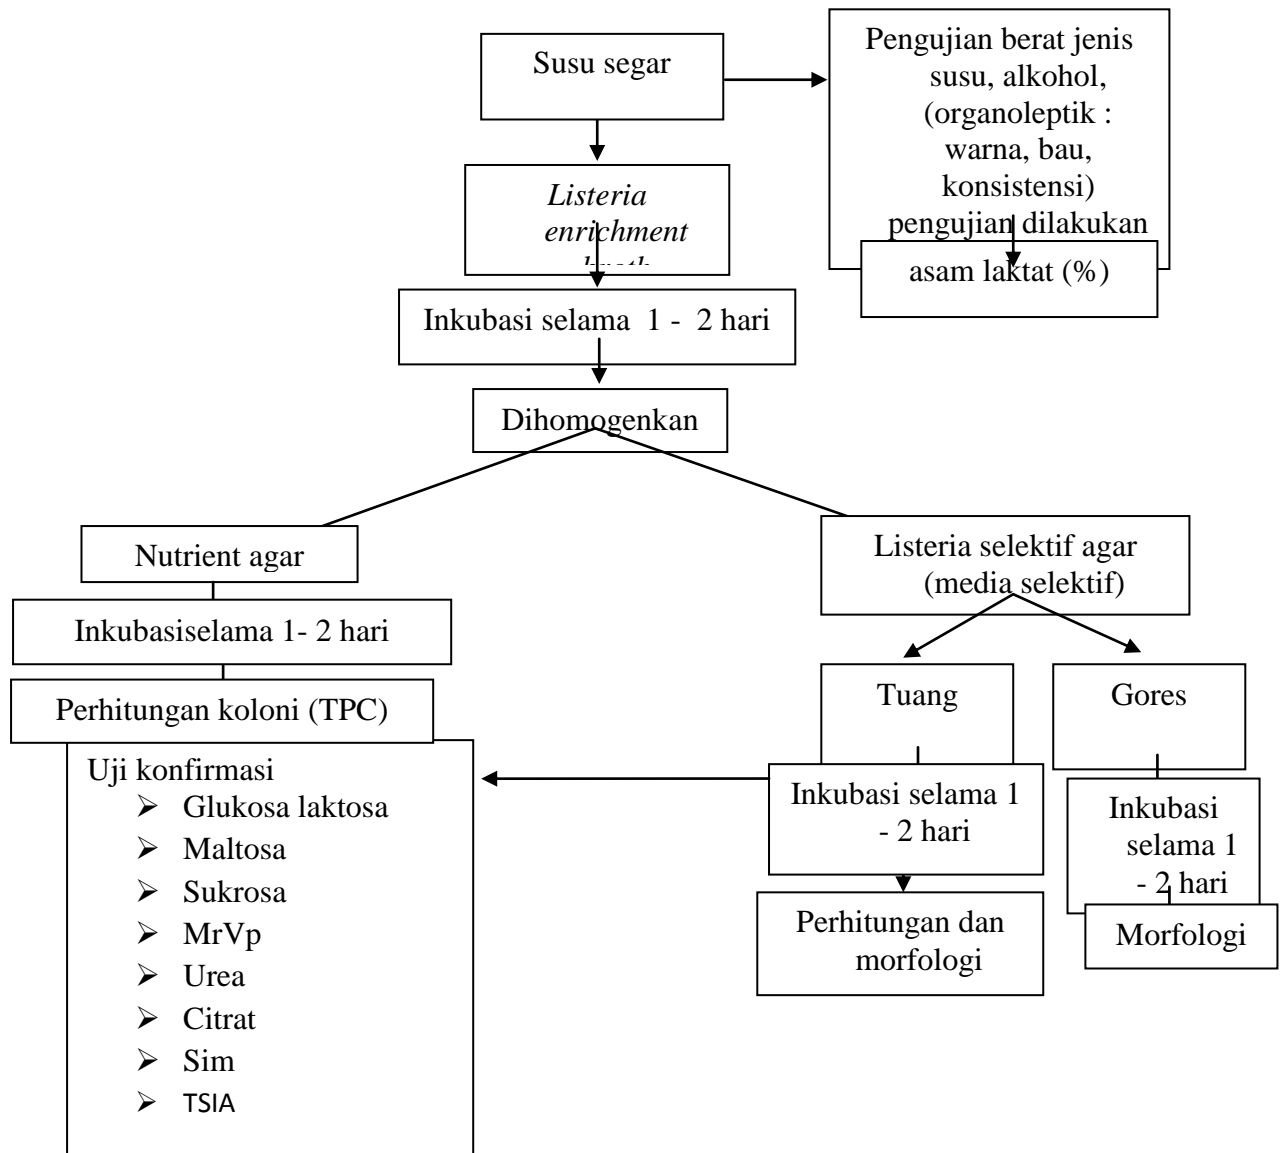 Susu segar
Pengujian berat jenis
susu, alkohol,
(organoleptik :
warna, bau,
konsistensi)
pengujian dilakukan
asam laktat (%)
Listeria
enrichment
Inkubasi selama 1 - 2 hari
Dihomogenkan
Nutrient agar
Listeria selektif agar
(media selektif)
Inkubasiselama 1- 2 hari
Perhitungan koloni (TPC)
Tuang
Gores
Uji konfirmasi
➢ Glukosa laktosa
➢ Maltosa
➢ Sukrosa
➢ MrVp
➢ Urea
➢ Citrat
➢ Sim
➢ TSIA
Inkubasi selama 1
- 2 hari
Inkubasi
selama 1
- 2 hari
Perhitungan dan
morfologi
Morfologi